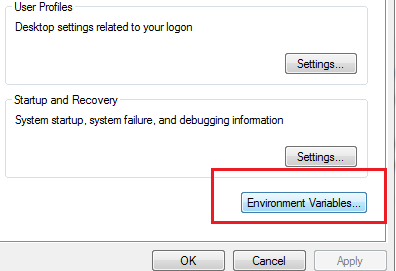 User Profiles
Desktop settings related to your logon
Settings...
Startup and Recovery
System startup, system failure, and debugging information
Settings...
Environment Variables...
OK Cancel Apply